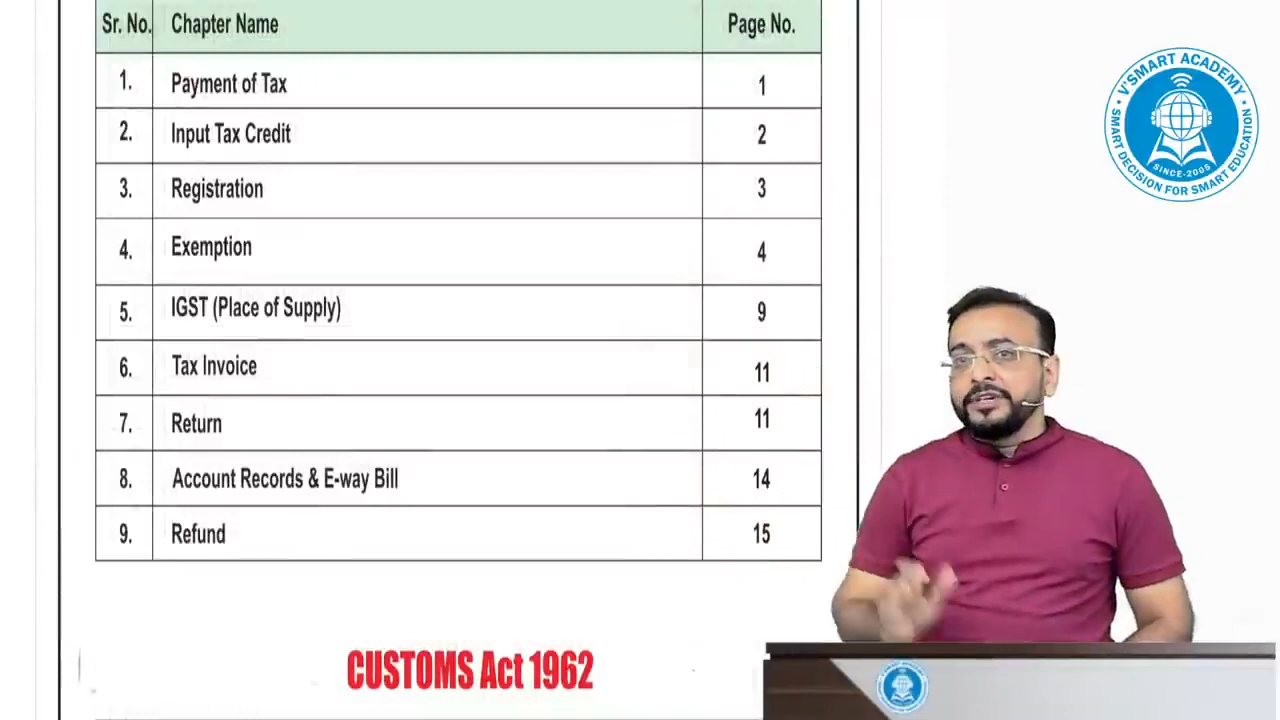 Sr. No. Chapter Name Page No.
1. Payment of Tax 1
2. Input Tax Credit 2
3. Registration 3
4. Exemption 4
5. IGST (Place of Supply) 9
6. Tax Invoice 11
7. Return 11
8. Account Records & E-way Bill 14
9. Refund 15
CUSTOMS Act 1962
V'SMART ACADEMY
SINCE-2005
SMART DECISION FOR SMART EDUCATION